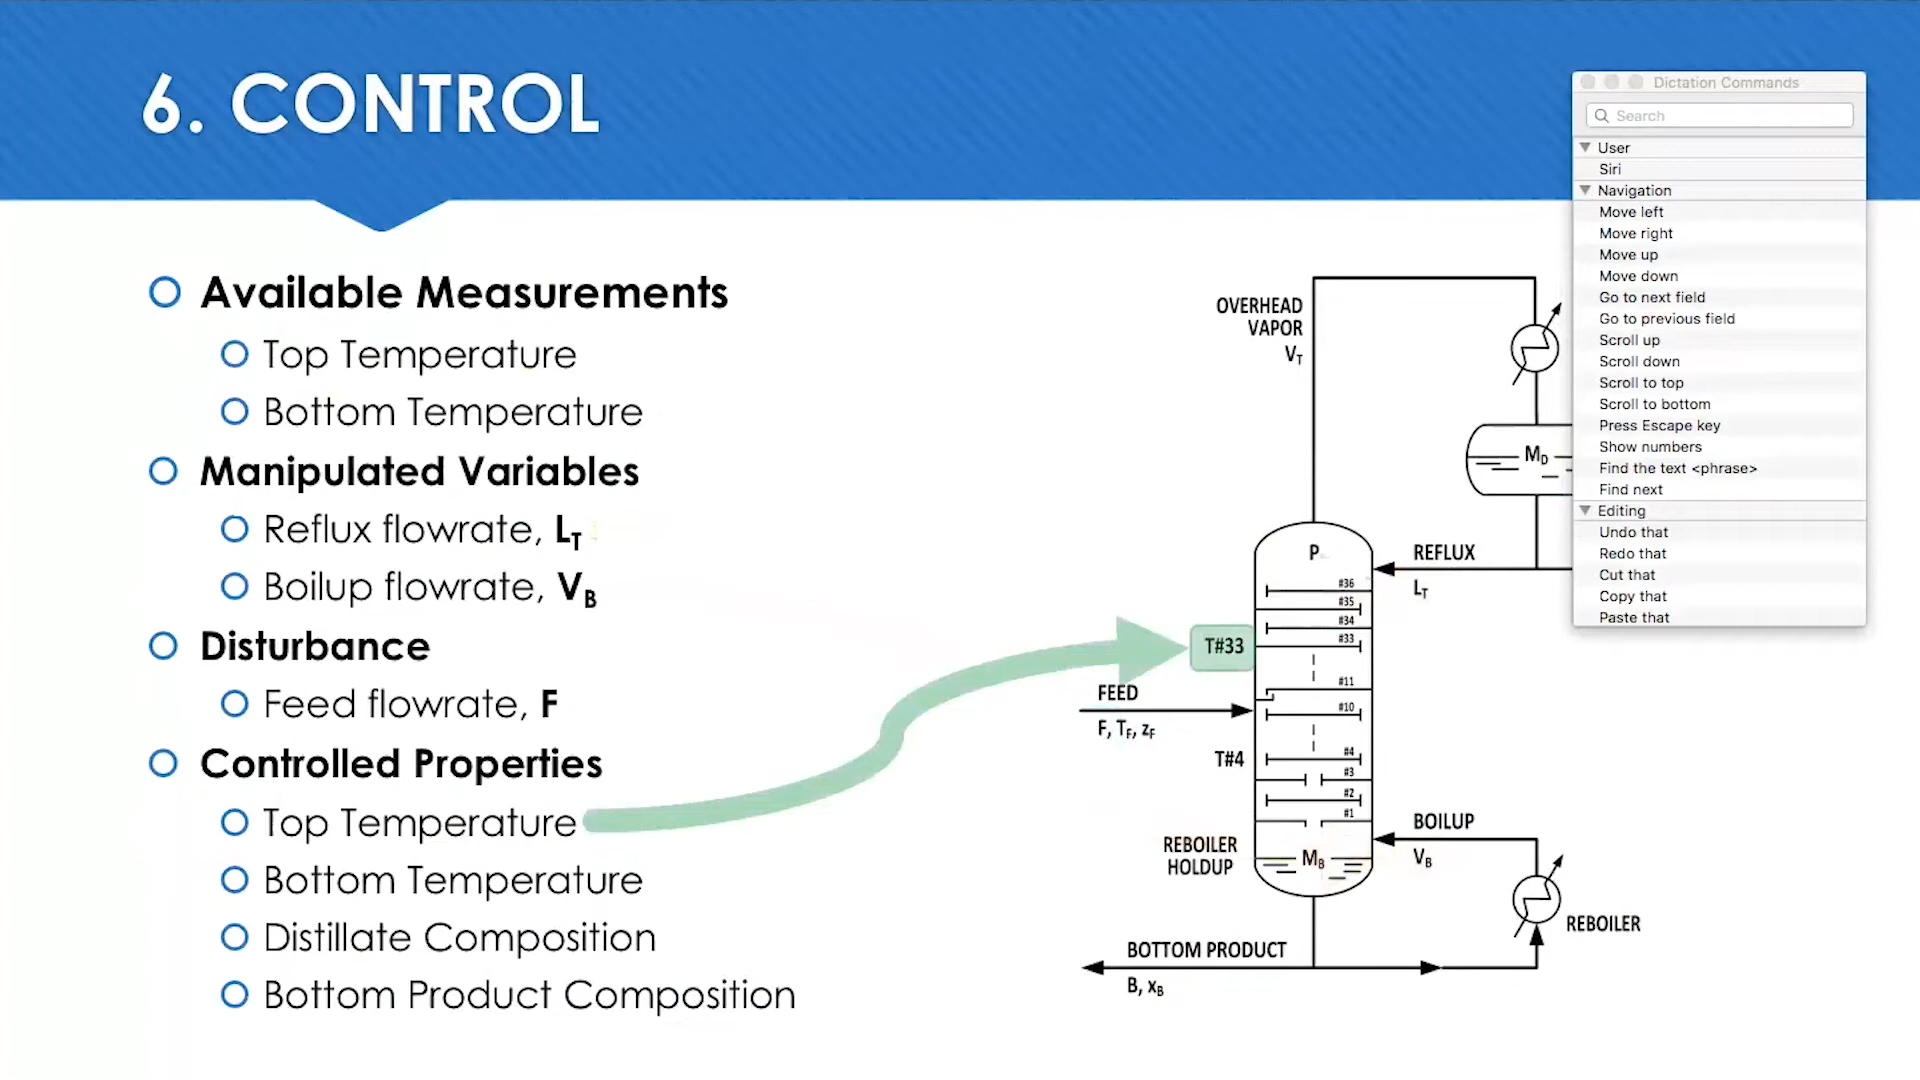 6. CONTROL
Available Measurements
Top Temperature
Bottom Temperature
Manipulated Variables
Reflux flowrate, LT
Boilup flowrate, VB
Disturbance
Feed flowrate, F
Controlled Properties
Top Temperature
Bottom Temperature
Distillate Composition
Bottom Product Composition
OVERHEAD
VAPOR
VT
MD
P
REFLUX
LT
#36
#35
#34
#33
T#33
#11
FEED
#10
F, TF, zF
T#4
#4
#3
#2
#1
BOILUP
VB
REBOILER
HOLDUP
MB
REBOILER
BOTTOM PRODUCT
B, xB
Dictation Commands
Search
User
Siri
Navigation
Move left
Move right
Move up
Move down
Go to next field
Go to previous field
Scroll up
Scroll down
Scroll to top
Scroll to bottom
Press Escape key
Show numbers
Find the text <phrase>
Find next
Editing
Undo that
Redo that
Cut that
Copy that
Paste that